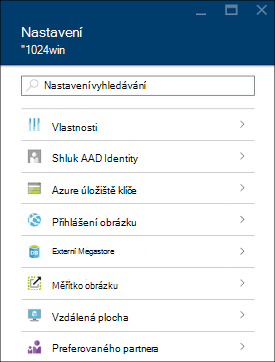 Nastavení
"1024win
Nastavení vyhledávání
Vlastnosti
Shluk AAD Identity
Azure úložiště klíče
Přihlášení obrázku
Externí Megastore
Měřítko obrázku
Vzdálená plocha
Preferovaného partnera